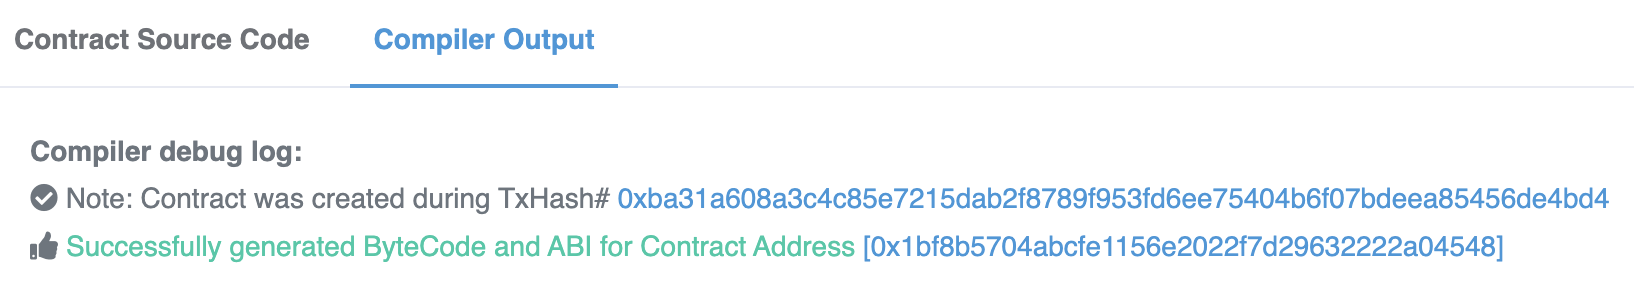 Contract Source Code Compiler Output
Compiler debug log:
Note: Contract was created during TxHash# 0xba31a608a3c4c85e7215dab2f8789f953fd6ee75404b6f07bdeea85456de4bd4
Successfully generated ByteCode and ABI for Contract Address [0x1bf8b5704abcfe1156e2022f7d29632222a04548]